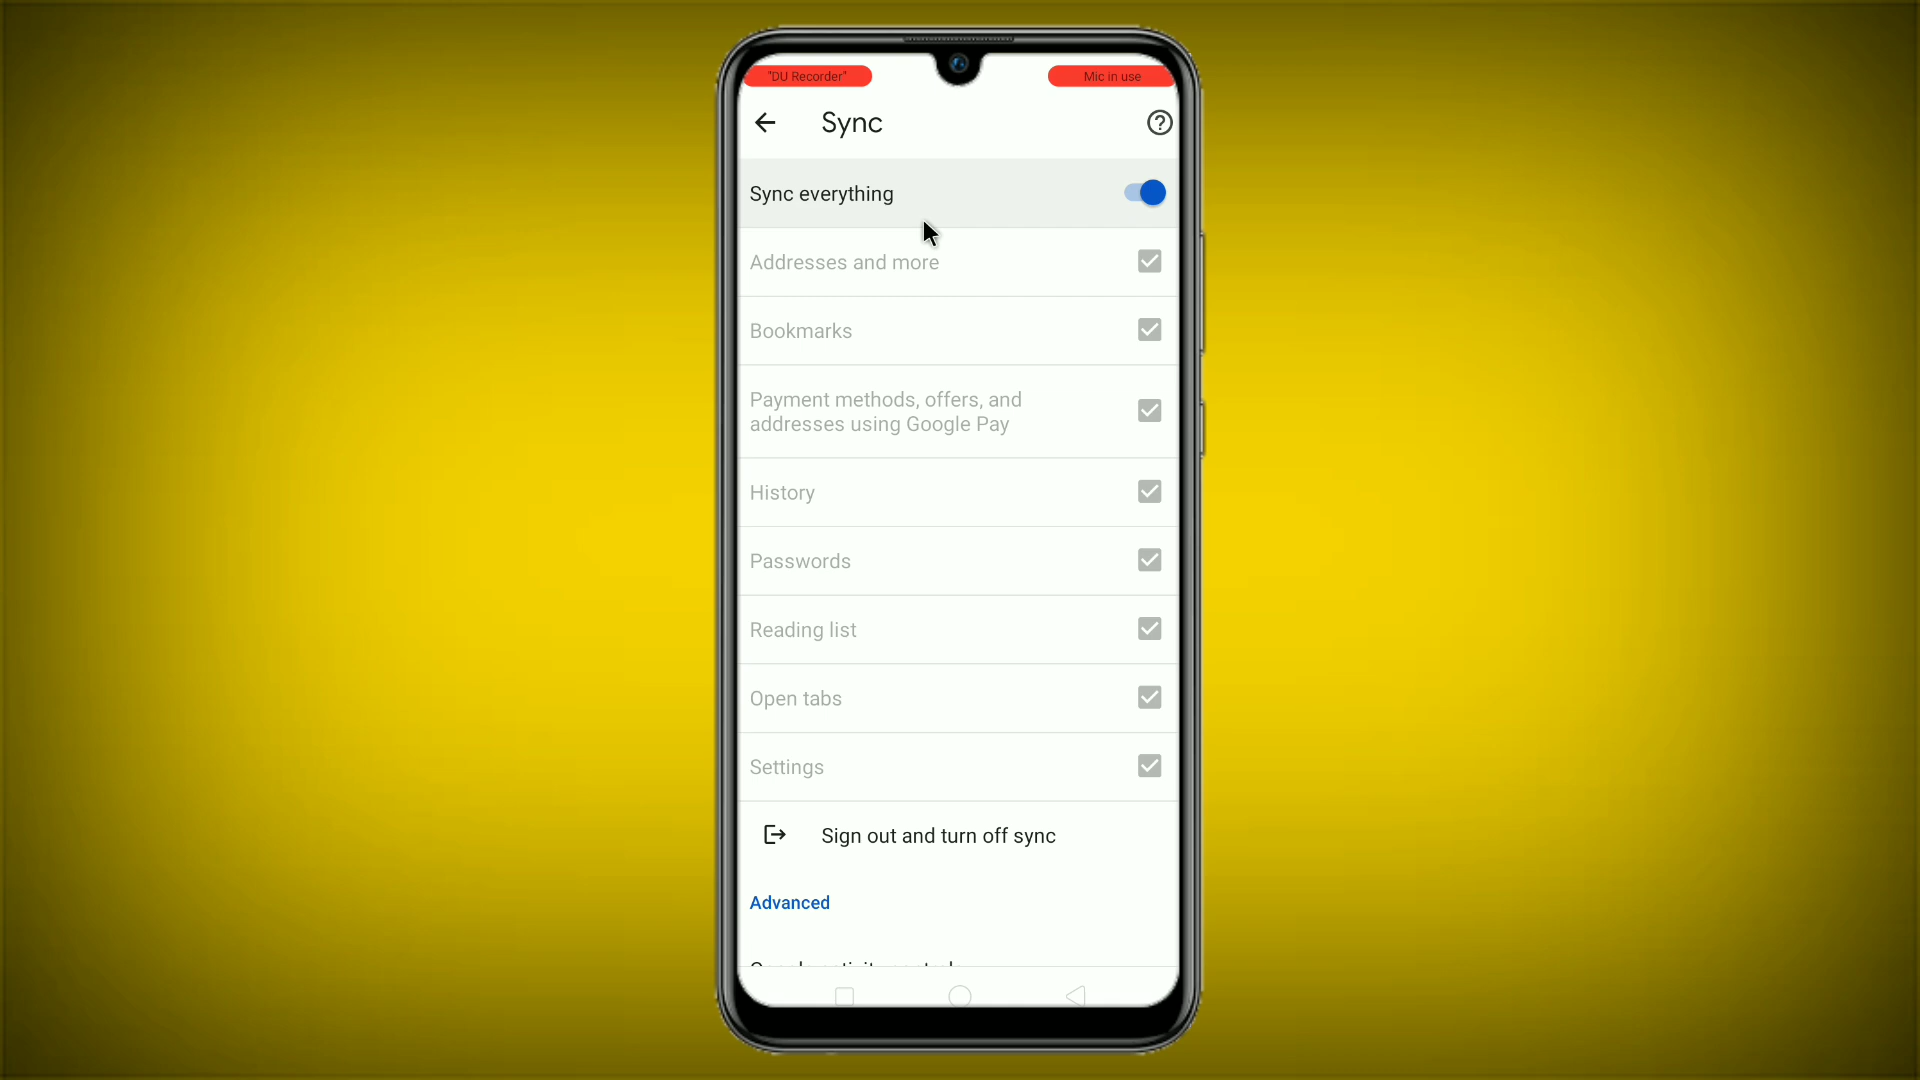 "DU Recorder"
Mic in use
Sync
Sync everything
Addresses and more
Bookmarks
Payment methods, offers, and
addresses using Google Pay
History
Passwords
Reading list
Open tabs
Settings
Sign out and turn off sync
Advanced